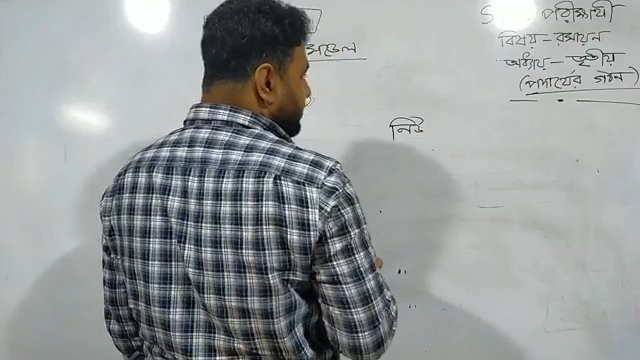 মডেল
পরীক্ষার্থী
বিষয় - রসায়ন
অধ্যায় - তৃতীয়
(পদার্থের গঠন)
নিউ